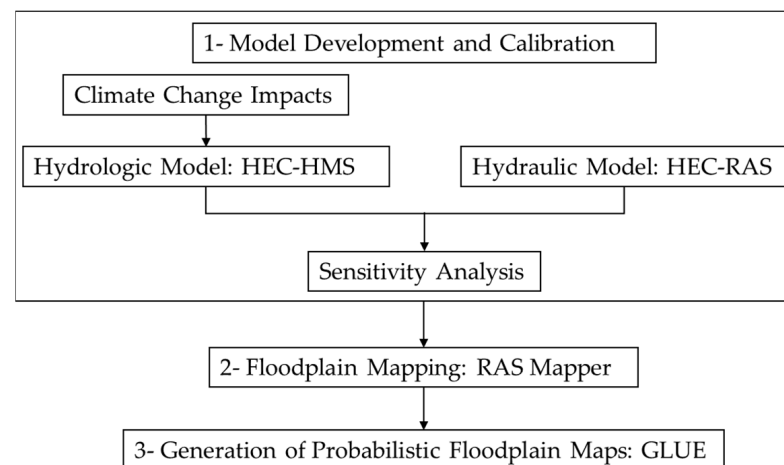 1- Model Development and Calibration
Climate Change Impacts
Hydrologic Model: HEC-HMS
Hydraulic Model: HEC-RAS
Sensitivity Analysis
2- Floodplain Mapping: RAS Mapper
3- Generation of Probabilistic Floodplain Maps: GLUE